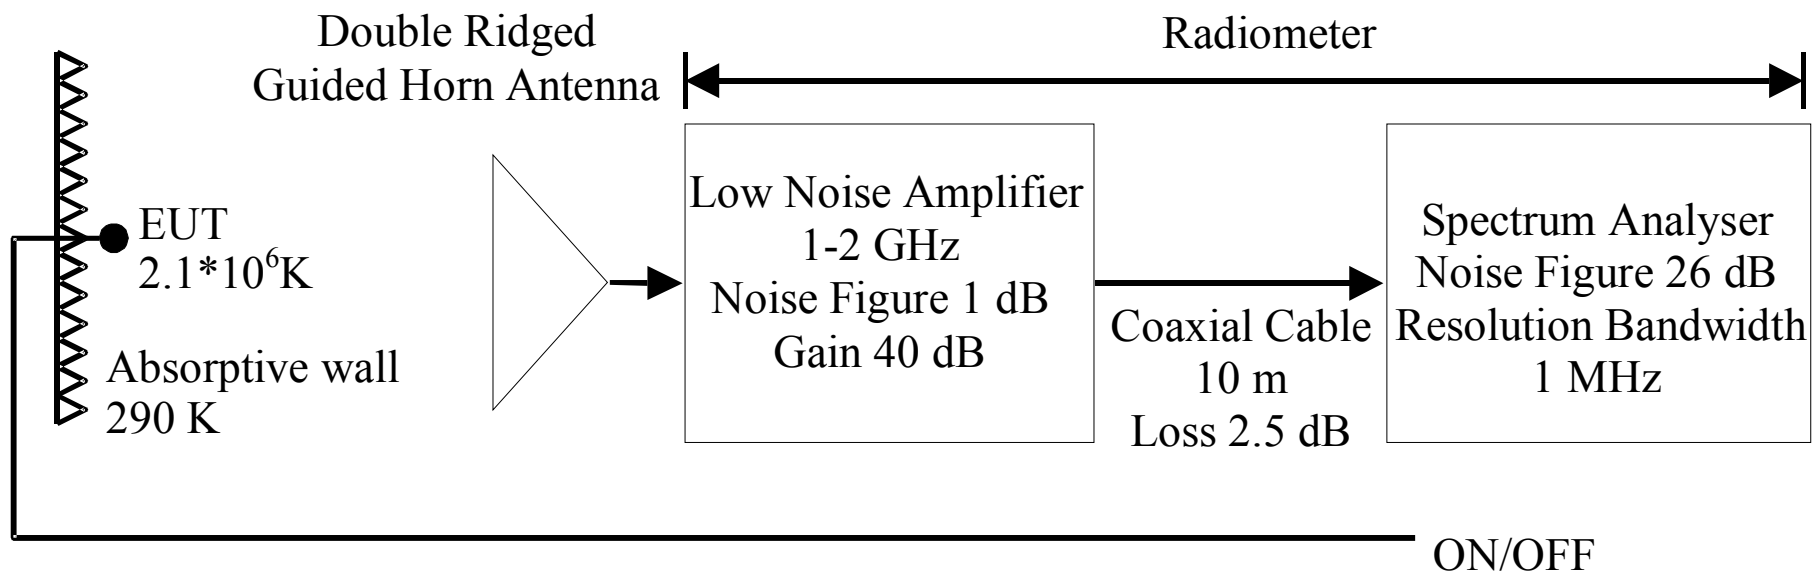 Double Ridged
Guided Horn Antenna
Radiometer
EUT
2.1*10⁶K
Absorptive wall
290 K
Low Noise Amplifier
1-2 GHz
Noise Figure 1 dB
Gain 40 dB
Coaxial Cable
10 m
Loss 2.5 dB
Spectrum Analyser
Noise Figure 26 dB
Resolution Bandwidth
1 MHz
ON/OFF